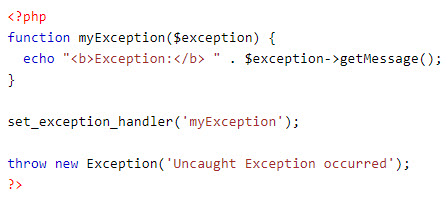 <?php
function myException($exception) {
  echo "<b>Exception:</b> " . $exception->getMessage();
}

set_exception_handler('myException');

throw new Exception('Uncaught Exception occurred');
?>